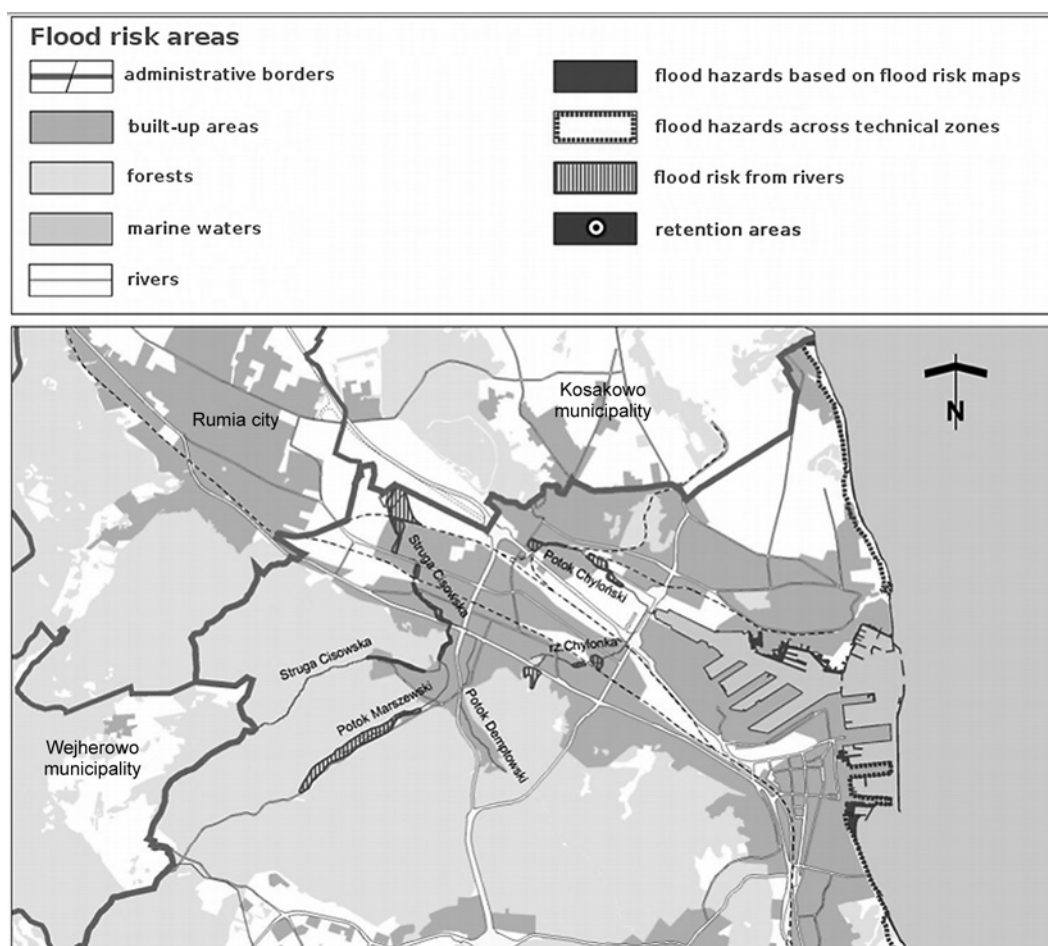 Flood risk areas
administrative borders
built-up areas
forests
marine waters
rivers
flood hazards based on flood risk maps
flood hazards across technical zones
flood risk from rivers
retention areas
Rumia city
Kosakowo
municipality
N
Struga Cisowska
Potok Chyloński
rz. Chylonka
Struga Cisowska
Potok Marszewski
Potok Demptowski
Wejherowo
municipality